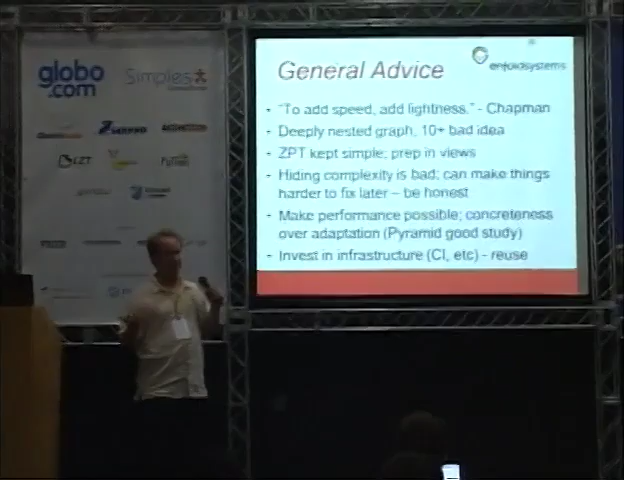 globo
.com
Simples
SERPRO
LZT
General Advice
enfoldsystems
- "To add speed, add lightness." - Chapman
- Deeply nested graph, 10+ bad idea
- ZPT kept simple; prep in views
- Hiding complexity is bad; can make things
harder to fix later – be honest
- Make performance possible; concreteness
over adaptation (Pyramid good study)
- Invest in infrastructure (CI, etc) - reuse